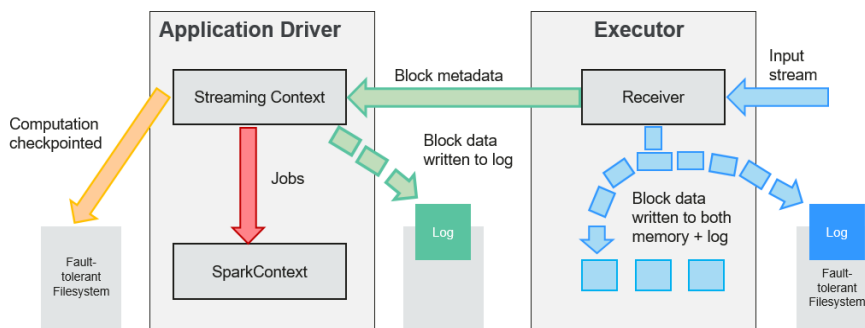 Application Driver
Executor
Input
stream
Block metadata
Streaming Context
Receiver
Computation
checkpointed
Block data
written to log
Jobs
Block data
written to both
memory + log
Log
Log
SparkContext
Fault-
tolerant
Filesystem
Fault-
tolerant
Filesystem